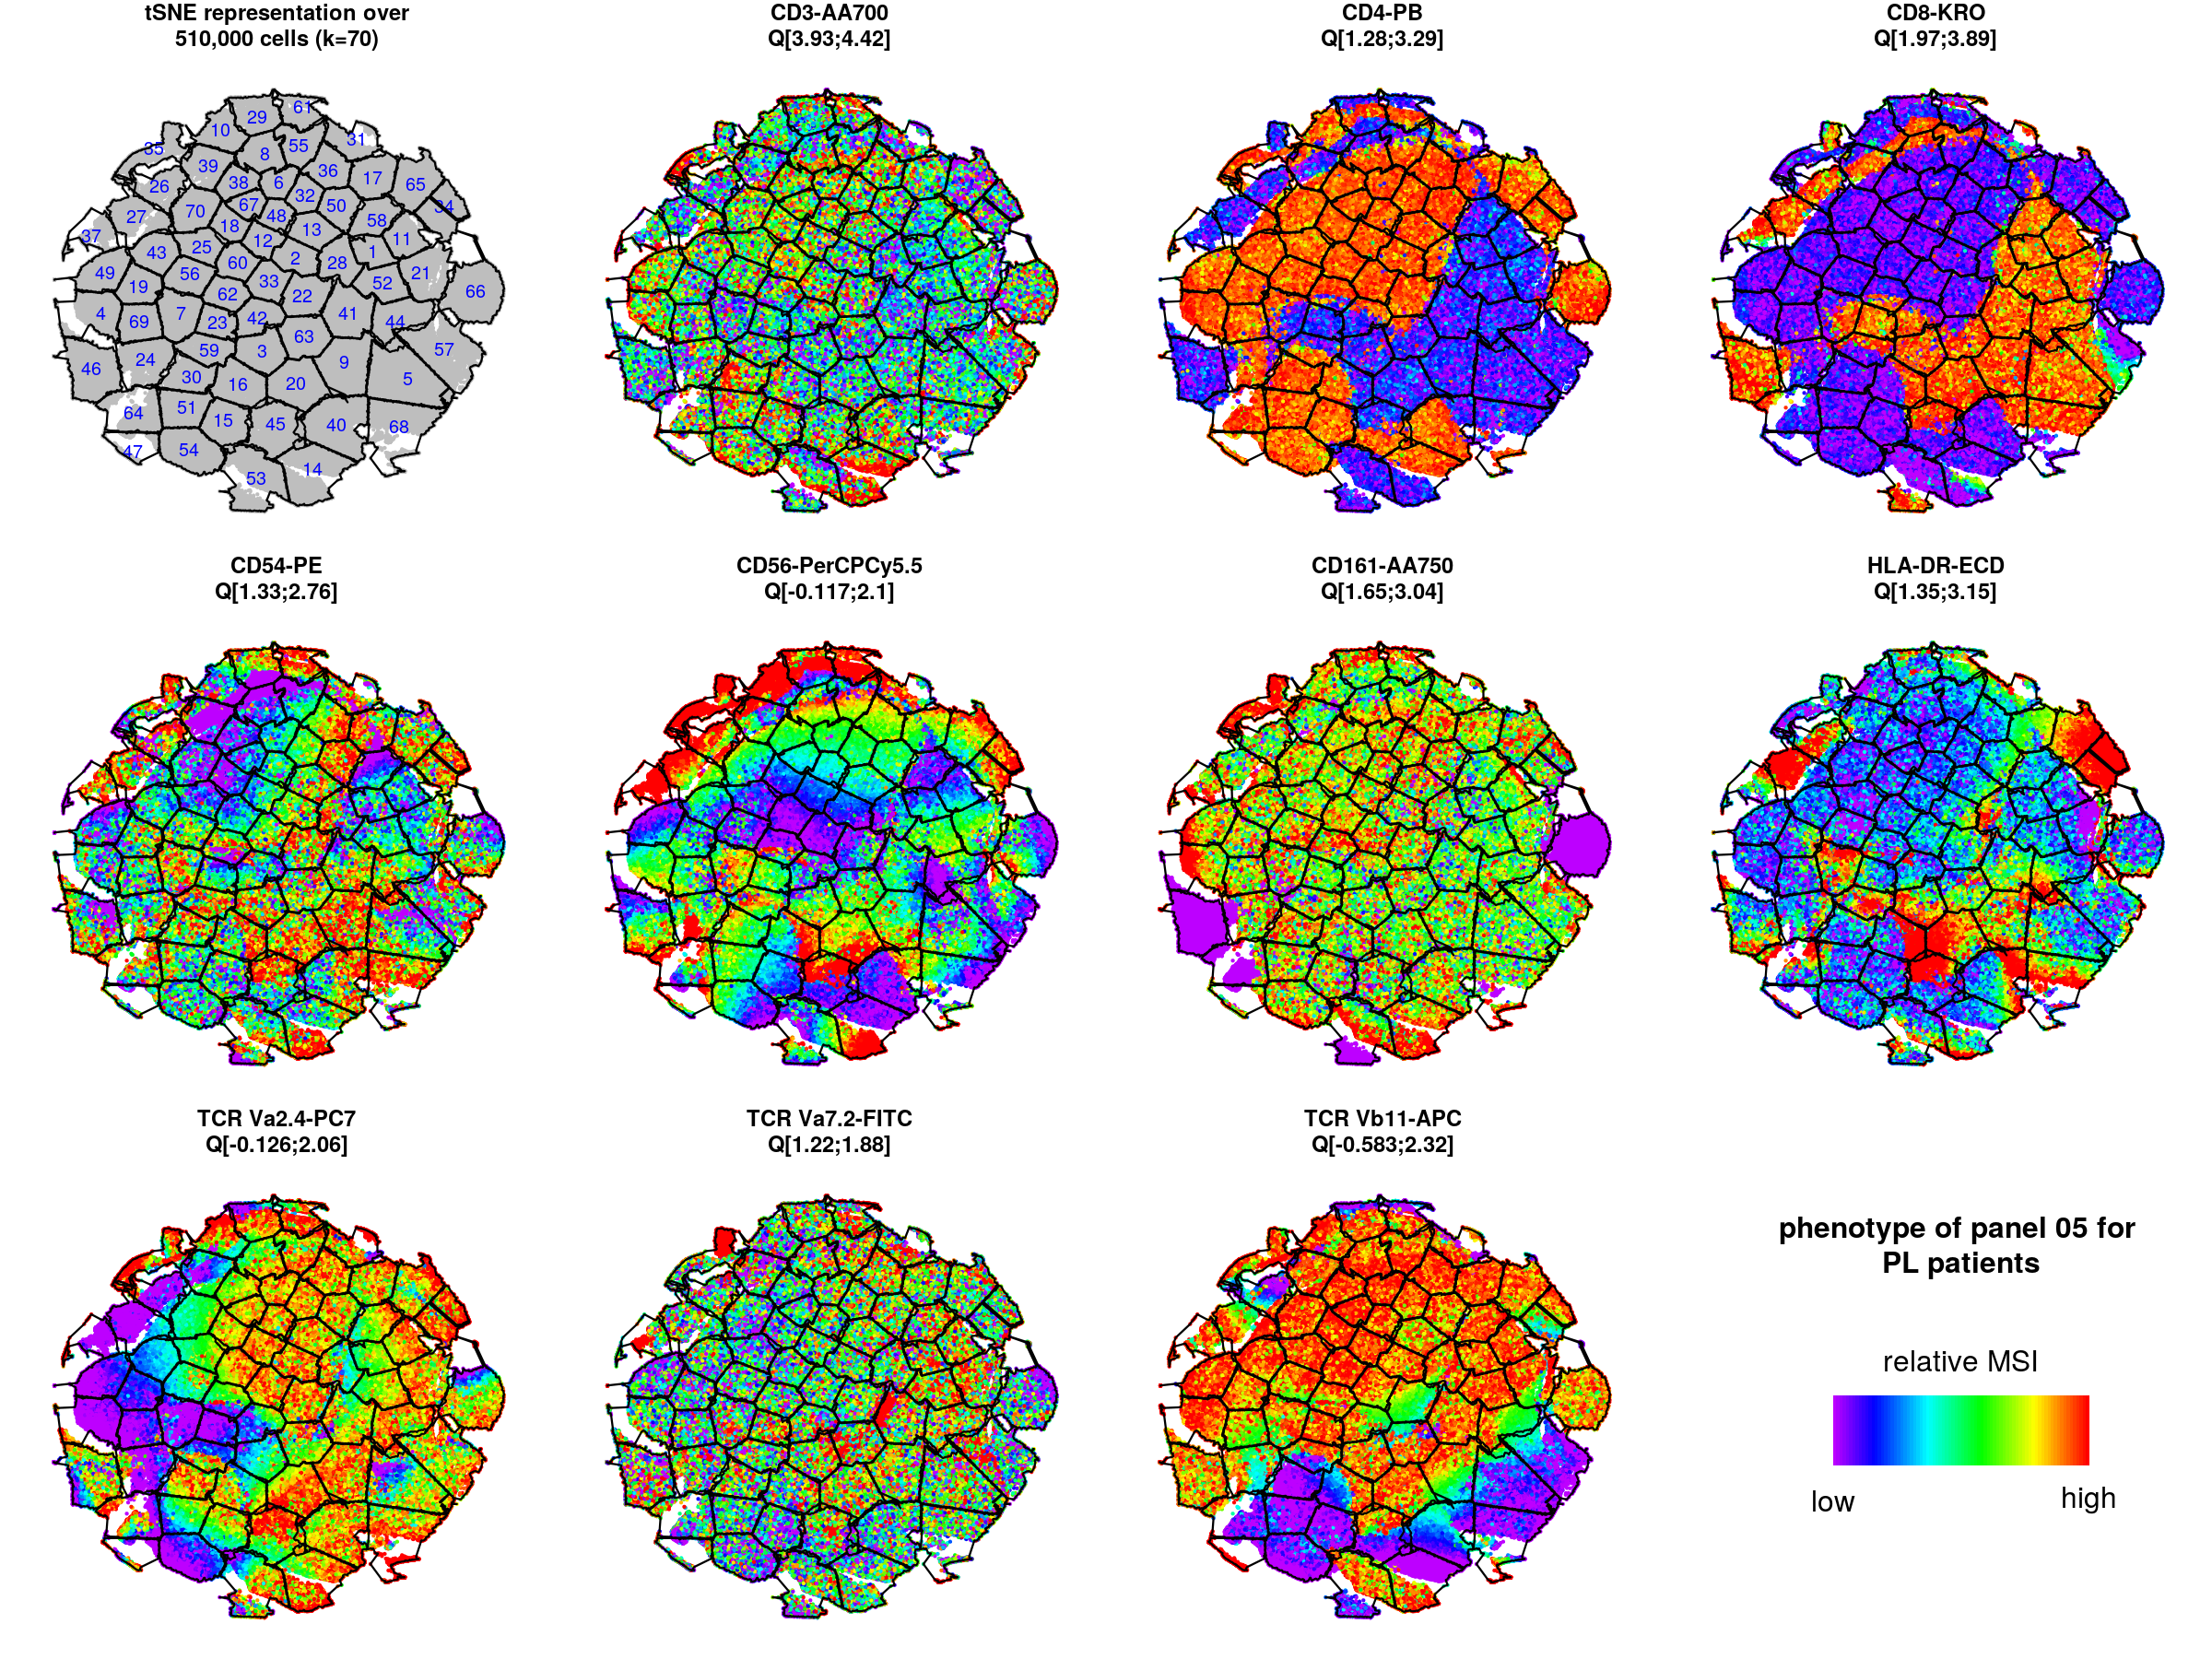 tSNE representation over
510,000 cells (k=70)
CD3-AA700
Q[3.93;4.42]
CD4-PB
Q[1.28;3.29]
CD8-KRO
Q[1.97;3.89]
61
29
10
31
55
8
35
39
36
17
65
38
6
26
32
67
50
34
70
48
27
58
18
13
37
12
11
25
43
1
2
60
28
49
56
21
33
52
19
66
62
22
4
7
41
42
69
23
44
63
59
3
57
24
9
46
30
5
16
20
51
64
15
45
40
68
54
47
14
53
CD54-PE
Q[1.33;2.76]
CD56-PerCPCy5.5
Q[-0.117;2.1]
CD161-AA750
Q[1.65;3.04]
HLA-DR-ECD
Q[1.35;3.15]
TCR Va2.4-PC7
Q[-0.126;2.06]
TCR Va7.2-FITC
Q[1.22;1.88]
TCR Vb11-APC
Q[-0.583;2.32]
phenotype of panel 05 for
PL patients
relative MSI
low
high